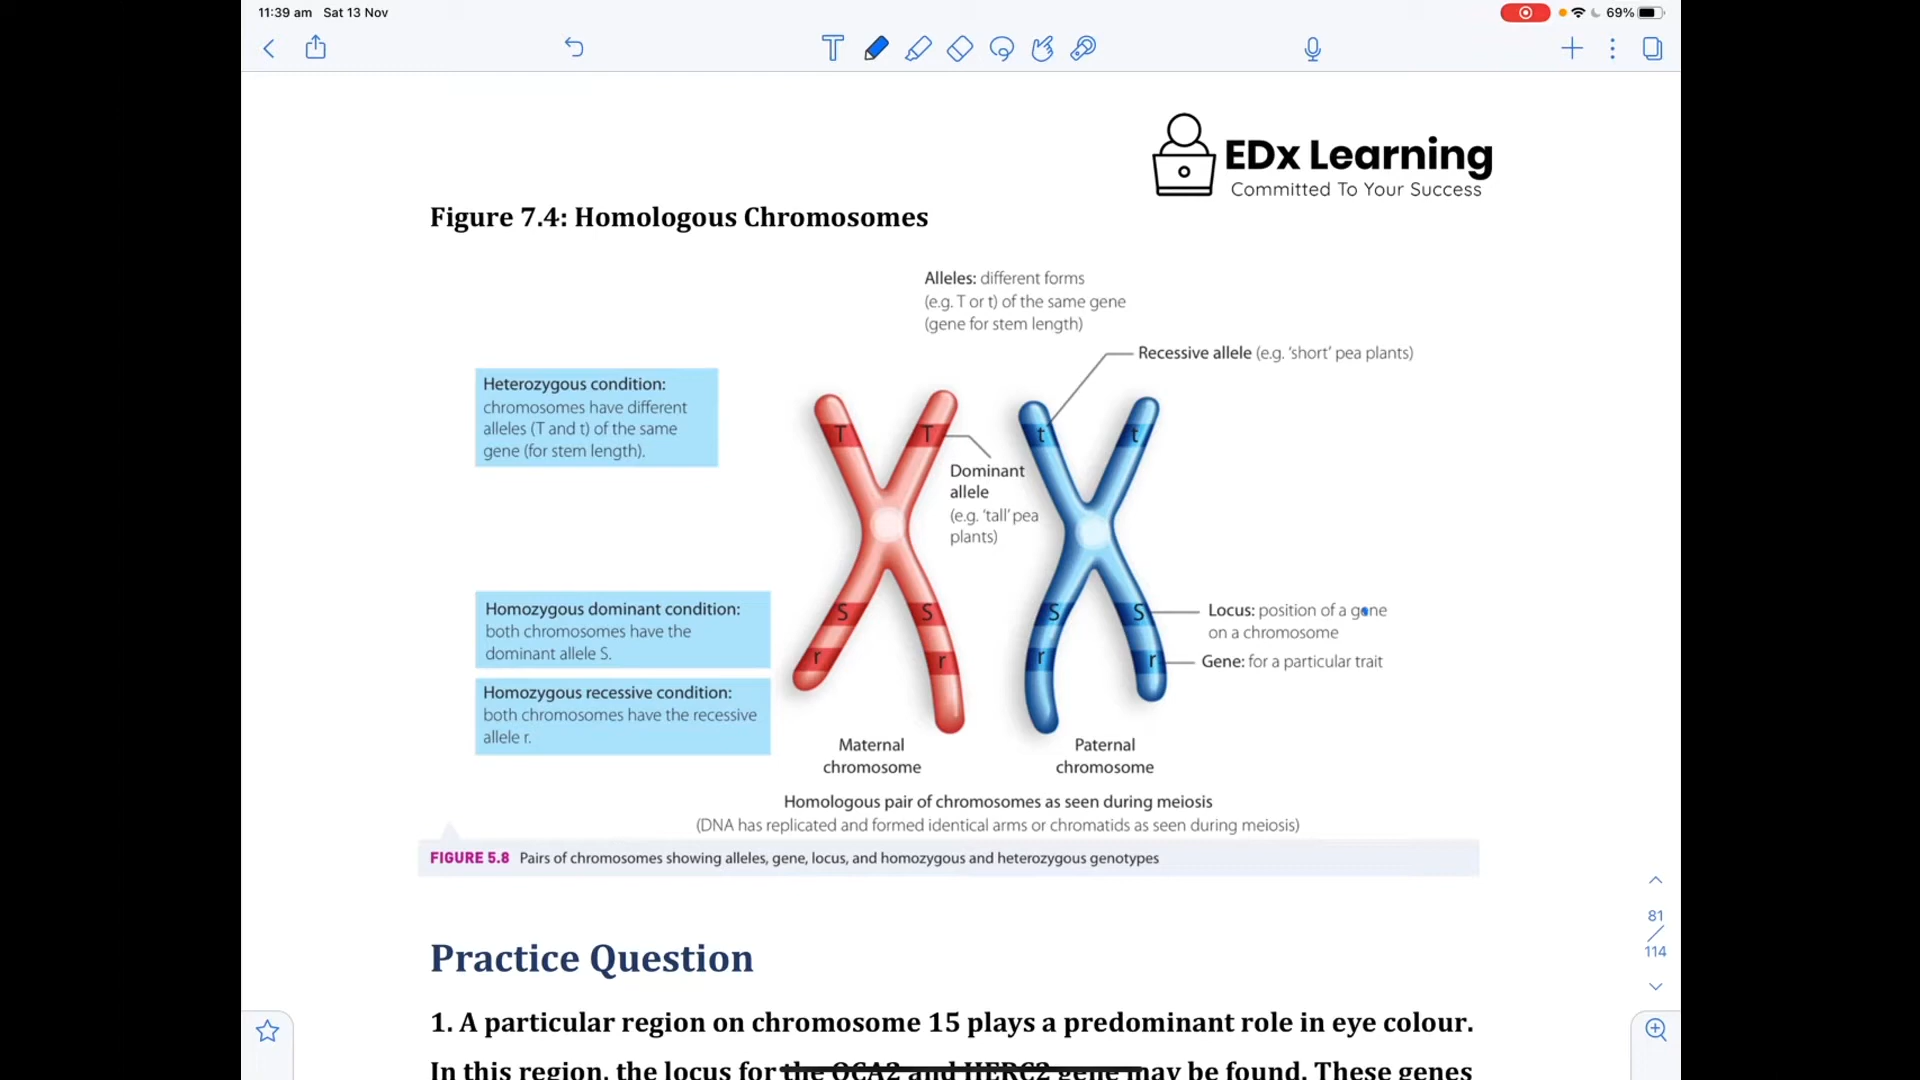 11:39 am Sat 13 Nov
69%
EDx Learning
Committed To Your Success
Figure 7.4: Homologous Chromosomes
Alleles: different forms
(e.g. T or t) of the same gene
(gene for stem length)
Recessive allele (e.g. ‘short’ pea plants)
Heterozygous condition:
chromosomes have different
alleles (T and t) of the same
gene (for stem length).
T T t t
Dominant
allele
(e.g. ‘tall’ pea
plants)
Homozygous dominant condition:
both chromosomes have the
dominant allele S.
S S S S
Locus: position of a gene
on a chromosome
r r r r
Gene: for a particular trait
Homozygous recessive condition:
both chromosomes have the recessive
allele r.
Maternal
chromosome
Paternal
chromosome
Homologous pair of chromosomes as seen during meiosis
(DNA has replicated and formed identical arms or chromatids as seen during meiosis)
FIGURE 5.8 Pairs of chromosomes showing alleles, gene, locus, and homozygous and heterozygous genotypes
81
114
Practice Question
1. A particular region on chromosome 15 plays a predominant role in eye colour.
In this region, the locus for the OCA2 and HERC2 gene may be found. These genes